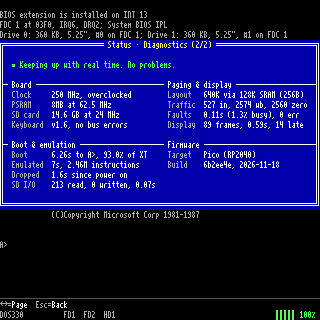 BIOS extension is installed on INT 13
FDC 1 at 03F0, IRQ6, DRQ2; System BIOS IPL
Drive 0: 360 KB, 5.25", #0 on FDC 1; Drive 1: 360 KB, 5.25", #1 on FDC 1
Status · Diagnostics (2/2)
Keeping up with real time. No problems.
Board
Clock 250 MHz, overclocked
PSRAM 8MB at 62.5 MHz
SD card 14.6 GB at 24 MHz
Keyboard v1.6, no bus errors
Paging & display
Layout 640K via 128K SRAM (256B)
Traffic 527 in, 2574 wb, 2560 zero
Faults 0.11s (1.3% busy), 0 err
Display 89 frames, 0.59s, 14 late
Boot & emulation
Boot 6.26s to A>, 93.0% of XT
Emulated 7s, 2.46M instructions
Dropped 1.6s since power on
SD I/O 213 read, 0 written, 0.07s
Firmware
Target Pico (RP2040)
Build 6b2ee4e, 2026-11-18
(C)Copyright Microsoft Corp 1981-1987
A>
↔=Page Esc=Back
DOS330 FD1 FD2 HD1 100%